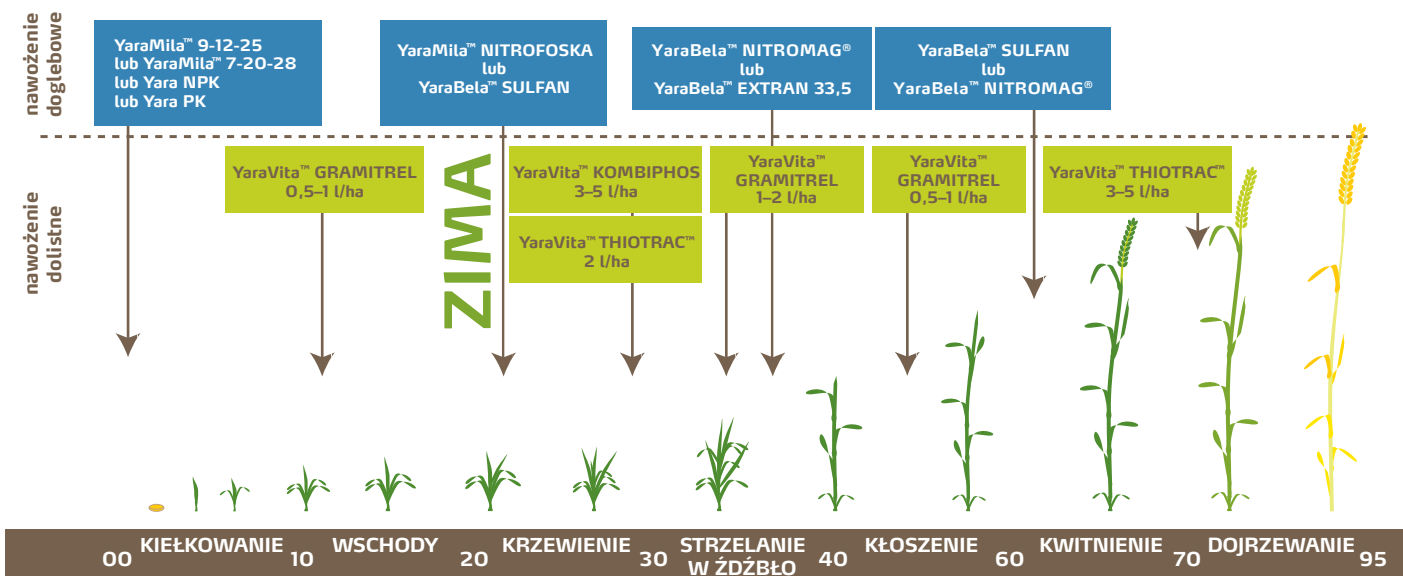 nawożenie
doglebowe
YaraMila™ 9-12-25
lub YaraMila™ 7-20-28
lub Yara NPK
lub Yara PK
YaraMila™ NITROFOSKA
lub
YaraBela™ SULFAN
YaraBela™ NITROMAG®
lub
YaraBela™ EXTRAN 33,5
YaraBela™ SULFAN
lub
YaraBela™ NITROMAG®
nawożenie
dolistne
YaraVita™ GRAMITREL
0,5–1 l/ha
ZIMA
YaraVita™ KOMBIPHOS
3–5 l/ha
YaraVita™ THIOTRAC™
2 l/ha
YaraVita™
GRAMITREL
1–2 l/ha
YaraVita™
GRAMITREL
0,5–1 l/ha
YaraVita™ THIOTRAC™
3–5 l/ha
00 KIEŁKOWANIE 10 WSCHODY 20 KRZEWIENIE 30 STRZELANIE W ŹDŹBŁO 40 KŁOSZENIE 60 KWITNIENIE 70 DOJRZEWANIE 95